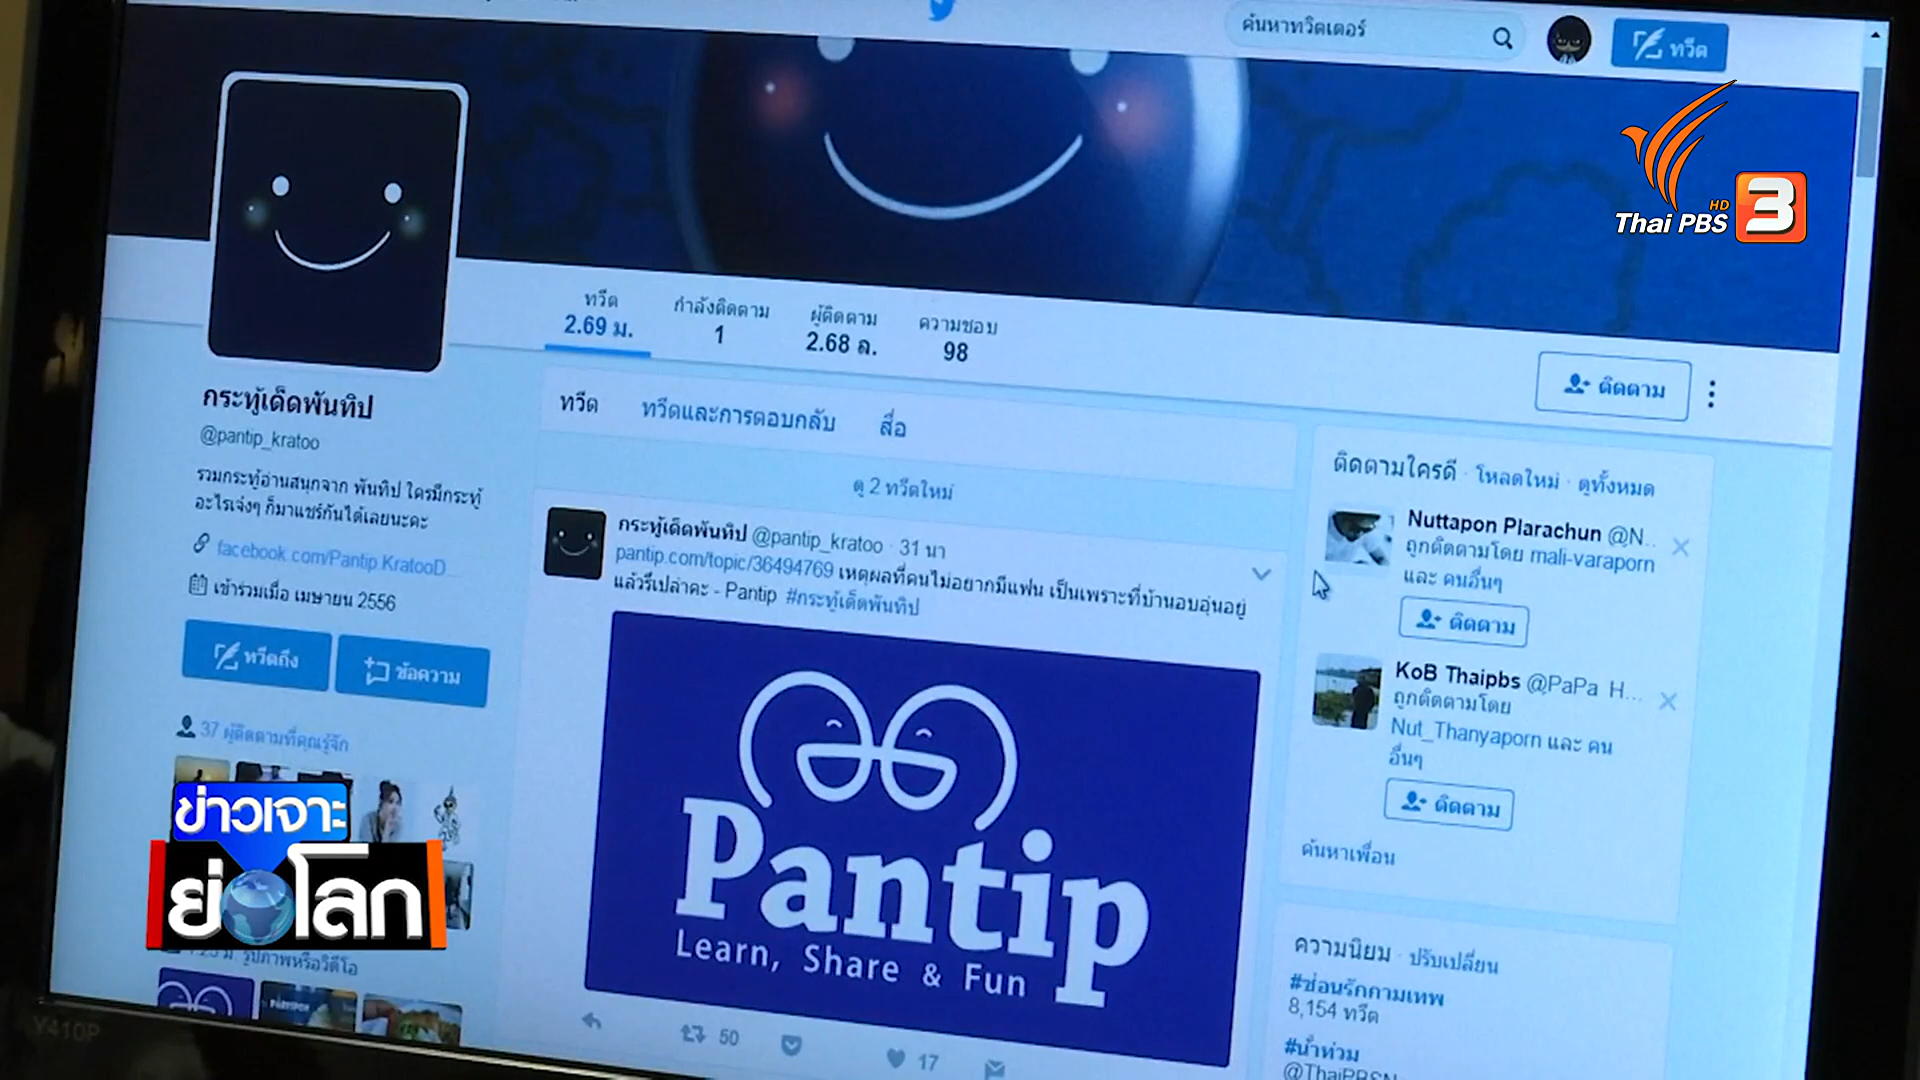 ค้นหาทวิตเตอร์
ทวีต
HD
Thai PBS 3
ทวีต
2.69 ม.
กำลังติดตาม
1
ผู้ติดตาม
2.68 ล.
ความชอบ
98
ติดตาม
กระทู้เด็ดพันทิป
@pantip_kratoo
รวมกระทู้อ่านสนุกจาก พันทิป ใครมีกระทู้
อะไรเจ๋งๆ ก็มาแชร์กันได้เลยนะคะ
facebook.com/Pantip.KratooD...
เข้าร่วมเมื่อ เมษายน 2556
ทวีตถึง
ข้อความ
37 ผู้ติดตามที่คุณรู้จัก
รูปภาพหรือวิดีโอ
ทวีต ทวีตและการตอบกลับ สื่อ
ดู 2 ทวีตใหม่
กระทู้เด็ดพันทิป @pantip_kratoo · 31 นา
pantip.com/topic/36494769 เหตุผลที่คนไม่อยากมีแฟน เป็นเพราะที่บ้านอบอุ่นอยู่
แล้วรึเปล่าคะ - Pantip #กระทู้เด็ดพันทิป
Pantip
Learn, Share & Fun
50
17
ติดตามใครดี · โหลดใหม่ · ดูทั้งหมด
Nuttapon Plarachun @N...
ถูกติดตามโดย mali-varaporn
และ คนอื่นๆ
ติดตาม
KoB Thaipbs @PaPa H...
ถูกติดตามโดย
Nut_Thanyaporn และ คน
อื่นๆ
ติดตาม
ค้นหาเพื่อน
ความนิยม · ปรับเปลี่ยน
#ซ่อนรักกามเทพ
8,154 ทวีต
#น้ำท่วม
ข่าวเจาะ
ย่อโลก
Y410P